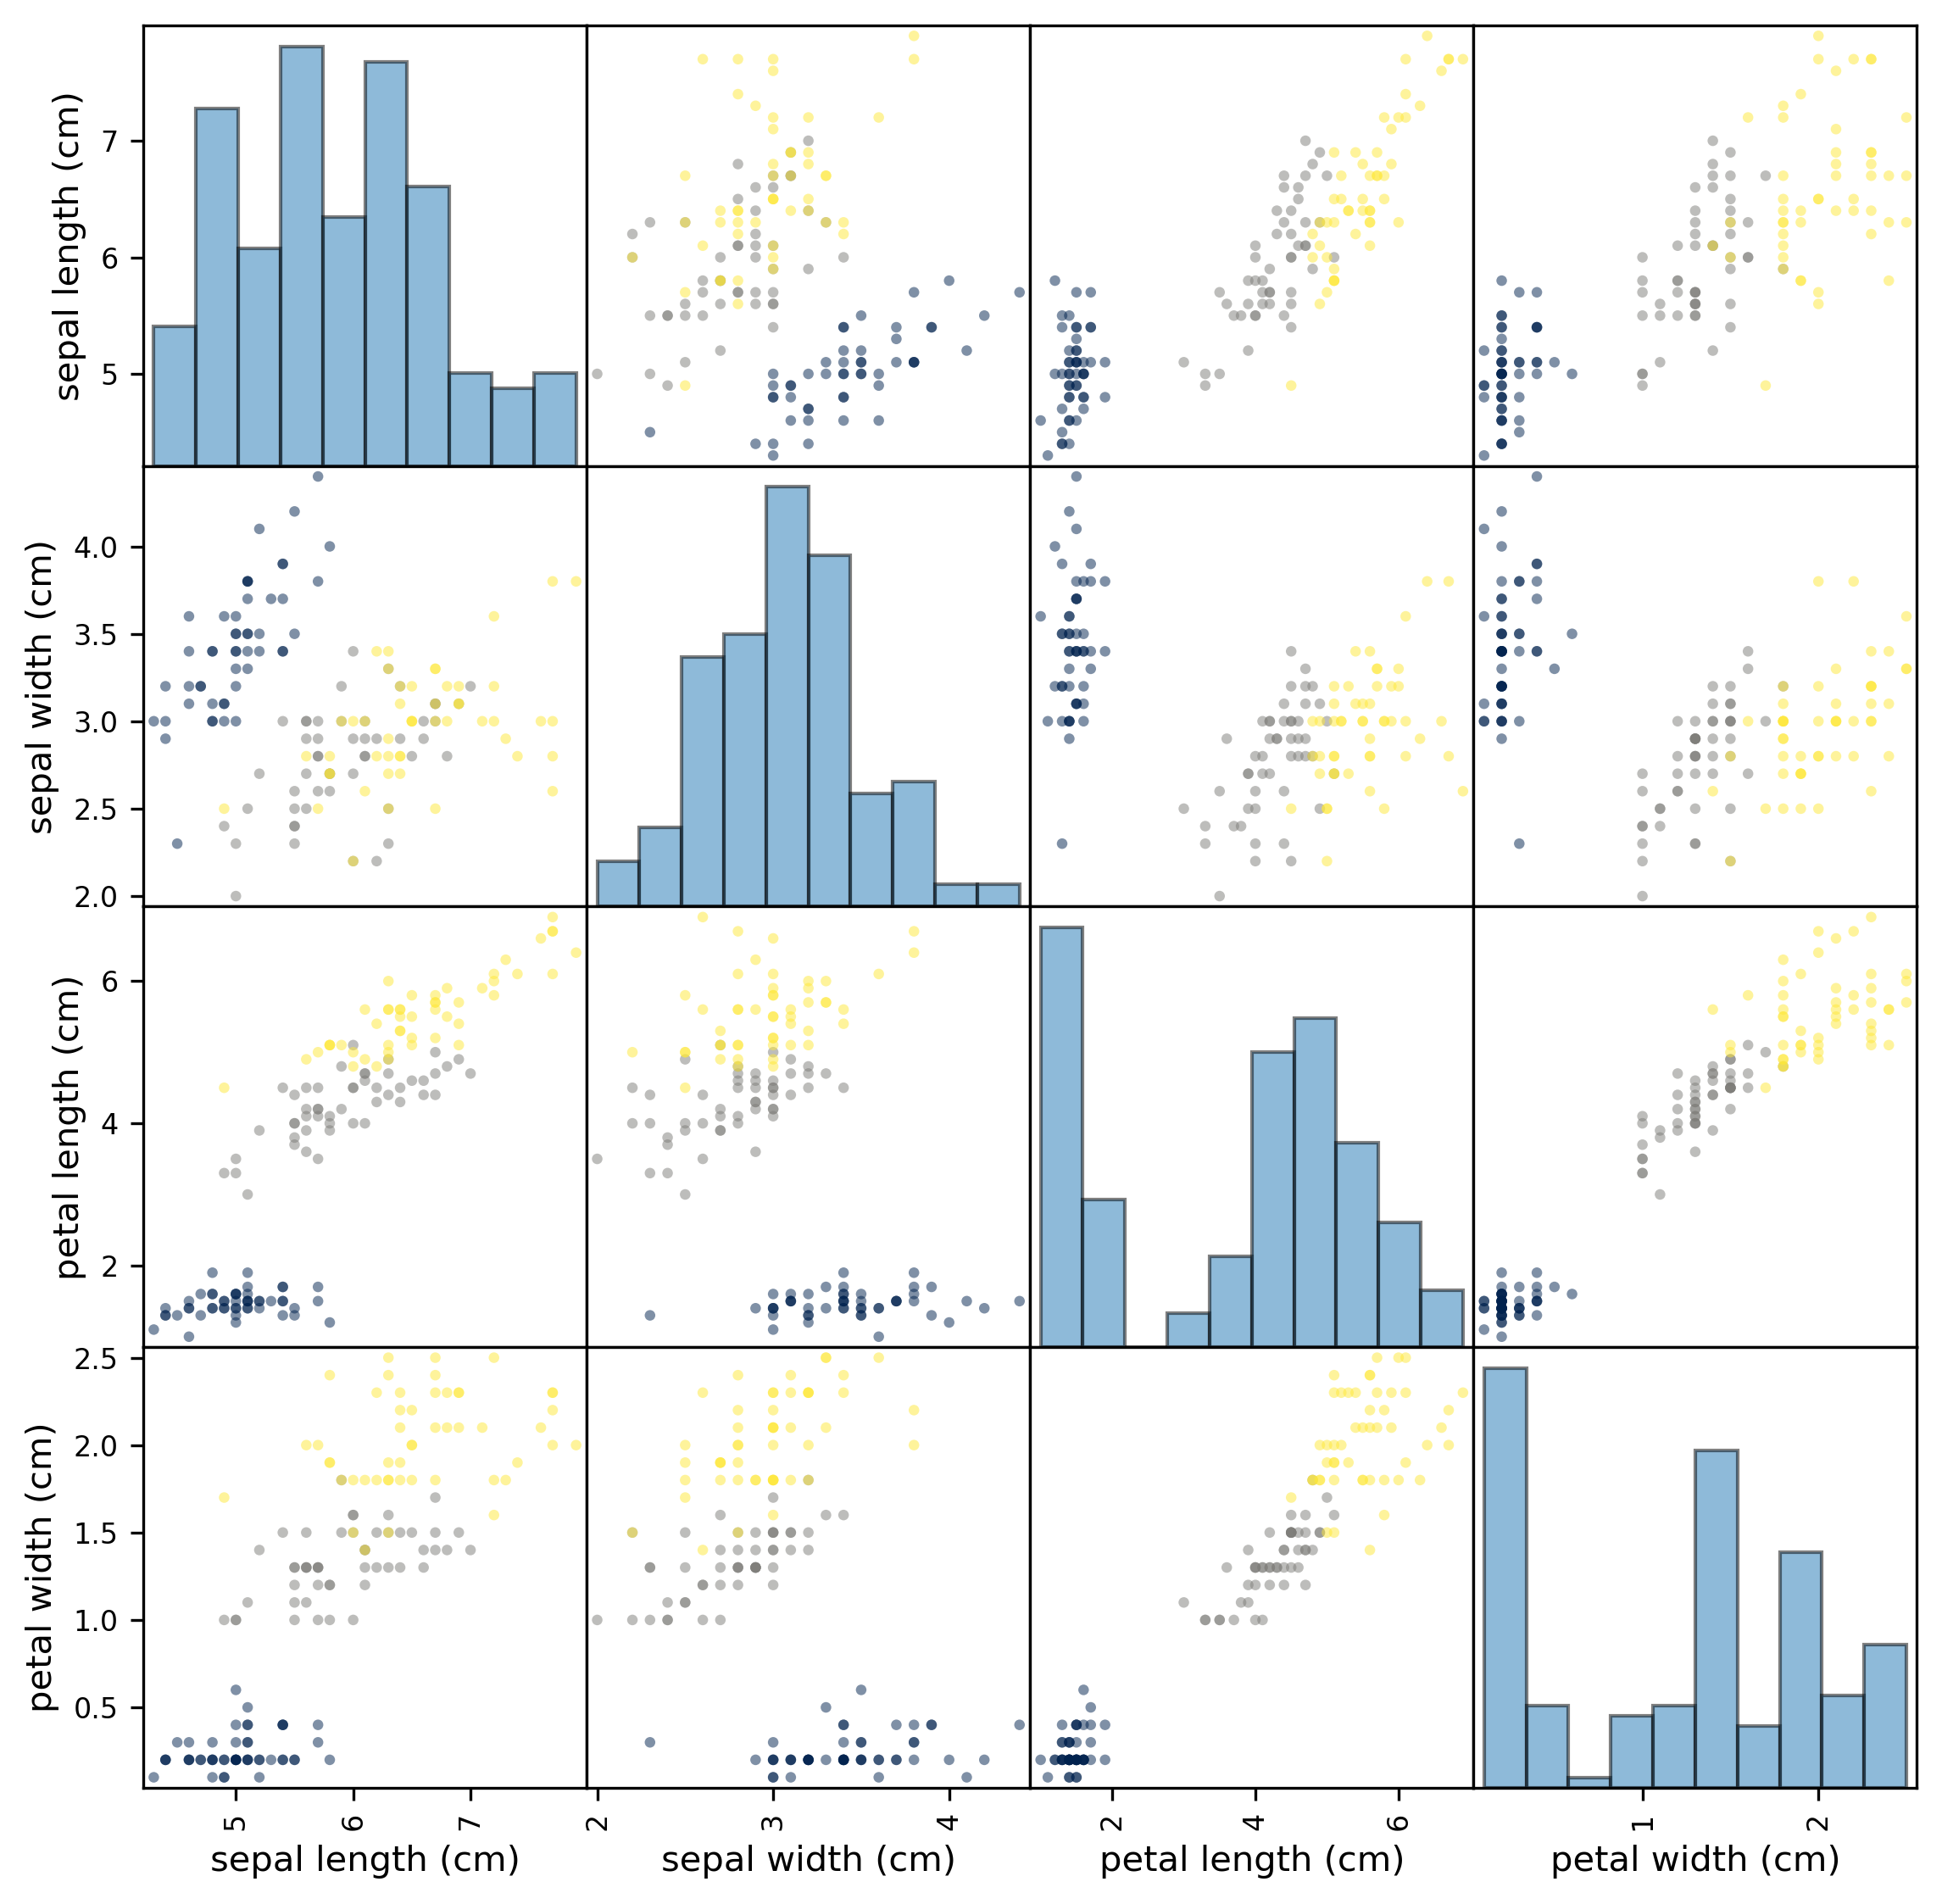 sepal length (cm)
7
6
5
sepal width (cm)
4.0
3.5
3.0
2.5
2.0
petal length (cm)
6
4
2
petal width (cm)
2.5
2.0
1.5
1.0
0.5
5 6 7 2 3 4 2 4 6 1 2
sepal length (cm) sepal width (cm) petal length (cm) petal width (cm)